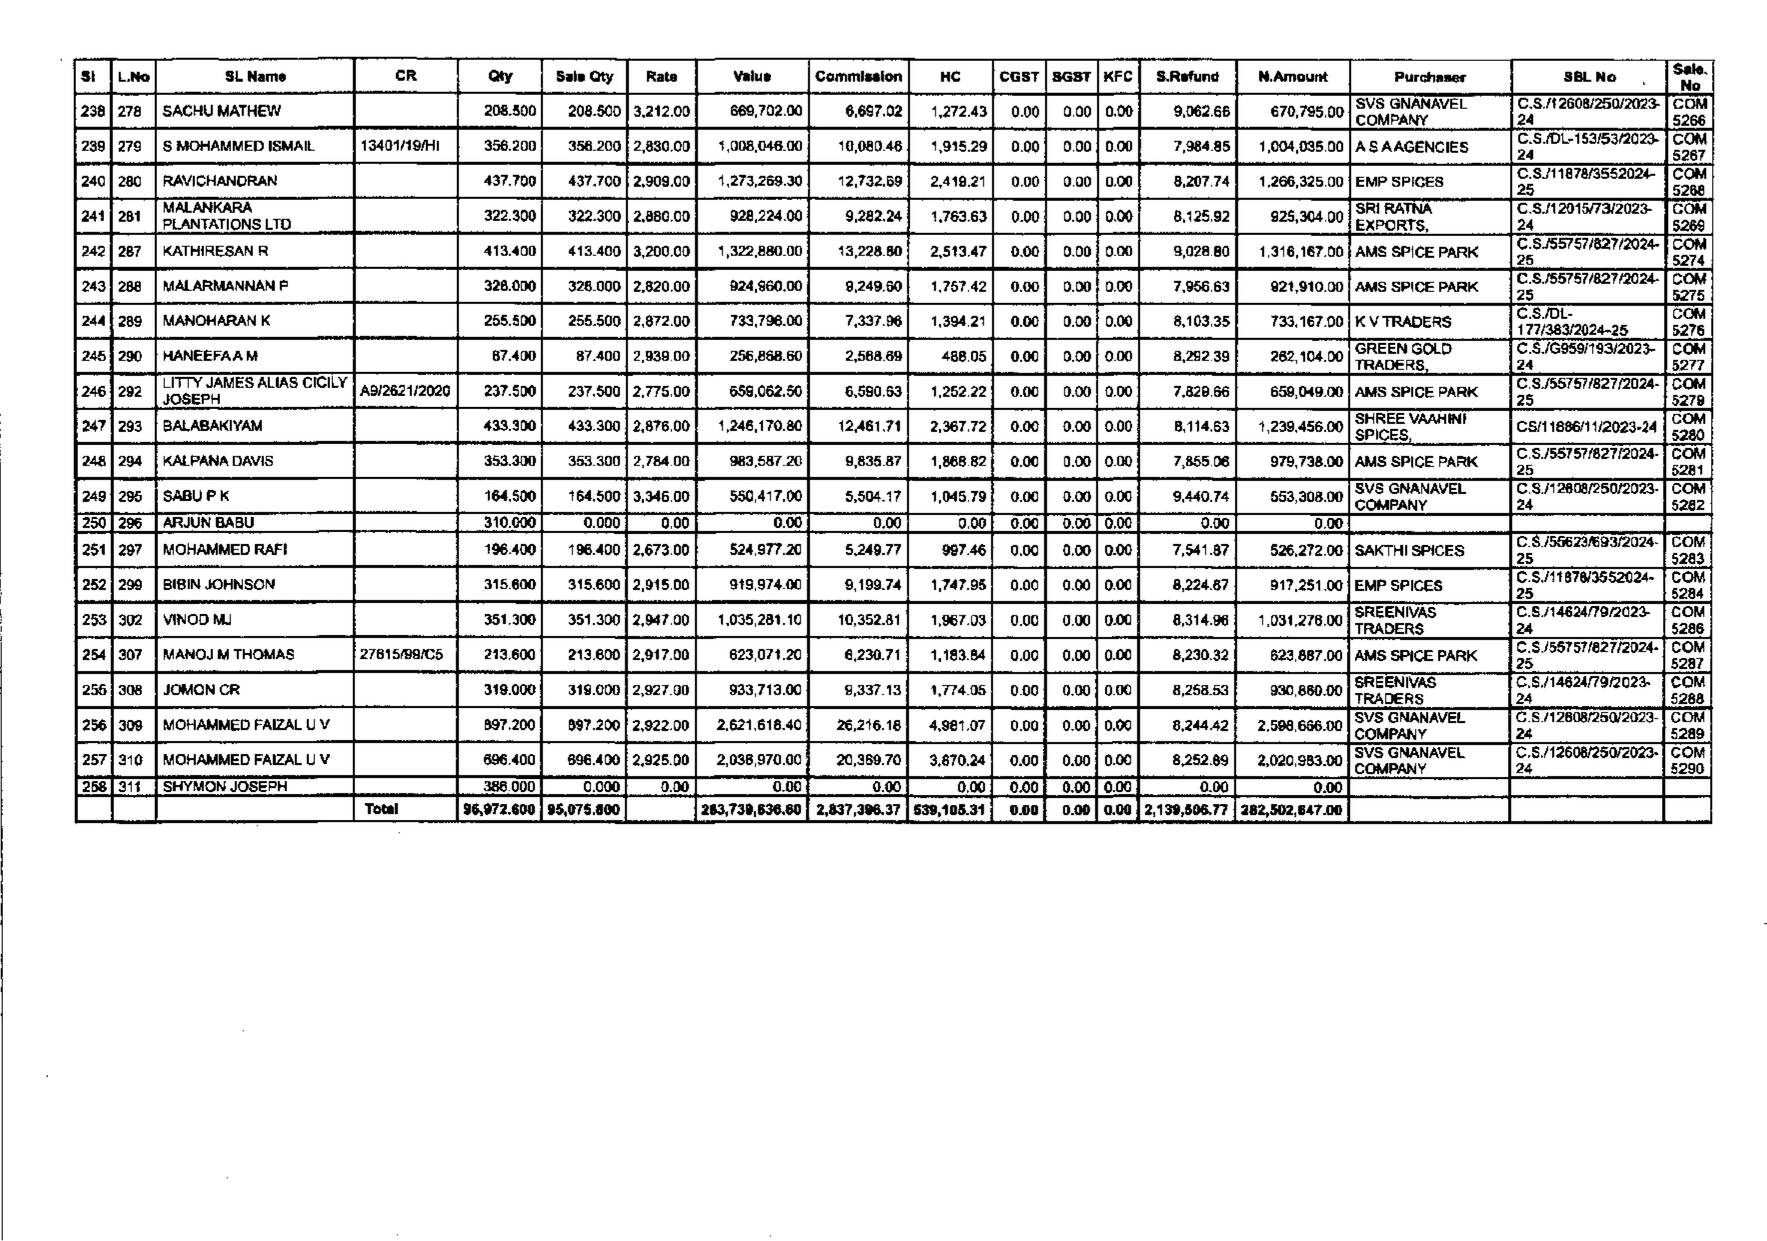 Sl L.No SL Name CR Qty Sale Qty Rate Value Commission HC CGST SGST KFC S.Refund N.Amount Purchaser SBL No Sale. No
238 278 SACHU MATHEW 208.500 208.500 3,212.00 669,702.00 6,697.02 1,272.43 0.00 0.00 0.00 9,062.66 670,795.00 SVS GNANAVEL COMPANY C.S./12608/250/2023-24 COM 5266
239 279 S MOHAMMED ISMAIL 13401/19/HI 356.200 356.200 2,830.00 1,008,046.00 10,080.46 1,915.29 0.00 0.00 0.00 7,984.85 1,004,035.00 A S A AGENCIES C.S./DL-153/53/2023-24 COM 5267
240 280 RAVICHANDRAN 437.700 437.700 2,909.00 1,273,269.30 12,732.69 2,419.21 0.00 0.00 0.00 8,207.74 1,266,325.00 EMP SPICES C.S./11878/3552024-25 COM 5268
241 281 MALANKARA PLANTATIONS LTD 322.300 322.300 2,880.00 928,224.00 9,282.24 1,763.63 0.00 0.00 0.00 8,125.92 925,304.00 SRI RATNA EXPORTS, C.S./12015/73/2023-24 COM 5269
242 287 KATHIRESAN R 413.400 413.400 3,200.00 1,322,880.00 13,228.80 2,513.47 0.00 0.00 0.00 9,028.80 1,316,167.00 AMS SPICE PARK C.S./55757/827/2024-25 COM 5274
243 288 MALARMANNAN P 328.000 328.000 2,820.00 924,960.00 9,249.60 1,757.42 0.00 0.00 0.00 7,956.63 921,910.00 AMS SPICE PARK C.S./55757/827/2024-25 COM 5275
244 289 MANOHARAN K 255.500 255.500 2,872.00 733,796.00 7,337.96 1,394.21 0.00 0.00 0.00 8,103.35 733,167.00 K V TRADERS C.S./DL-177/383/2024-25 COM 5276
245 290 HANEEFA A M 87.400 87.400 2,939.00 256,868.60 2,568.69 488.05 0.00 0.00 0.00 8,292.39 262,104.00 GREEN GOLD TRADERS, C.S./G959/193/2023-24 COM 5277
246 292 LITTY JAMES ALIAS CICILY JOSEPH A9/2621/2020 237.500 237.500 2,775.00 659,062.50 6,590.63 1,252.22 0.00 0.00 0.00 7,829.66 659,049.00 AMS SPICE PARK C.S./55757/827/2024-25 COM 5279
247 293 BALABAKIYAM 433.300 433.300 2,876.00 1,246,170.80 12,461.71 2,367.72 0.00 0.00 0.00 8,114.63 1,239,456.00 SHREE VAAHINI SPICES, CS/11886/11/2023-24 COM 5280
248 294 KALPANA DAVIS 353.300 353.300 2,784.00 983,587.20 9,835.87 1,868.82 0.00 0.00 0.00 7,855.06 979,738.00 AMS SPICE PARK C.S./55757/827/2024-25 COM 5281
249 295 SABU P K 164.500 164.500 3,346.00 550,417.00 5,504.17 1,045.79 0.00 0.00 0.00 9,440.74 553,308.00 SVS GNANAVEL COMPANY C.S./12608/250/2023-24 COM 5282
250 296 ARJUN BABU 310.000 0.000 0.00 0.00 0.00 0.00 0.00 0.00 0.00 0.00 0.00
251 297 MOHAMMED RAFI 196.400 196.400 2,673.00 524,977.20 5,249.77 997.46 0.00 0.00 0.00 7,541.87 526,272.00 SAKTHI SPICES C.S./55623/693/2024-25 COM 5283
252 299 BIBIN JOHNSON 315.600 315.600 2,915.00 919,974.00 9,199.74 1,747.95 0.00 0.00 0.00 8,224.67 917,251.00 EMP SPICES C.S./11878/3552024-25 COM 5284
253 302 VINOD MJ 351.300 351.300 2,947.00 1,035,281.10 10,352.81 1,967.03 0.00 0.00 0.00 8,314.96 1,031,276.00 SREENIVAS TRADERS C.S./14624/79/2023-24 COM 5286
254 307 MANOJ M THOMAS 27615/99/C5 213.600 213.600 2,917.00 623,071.20 6,230.71 1,183.84 0.00 0.00 0.00 8,230.32 623,887.00 AMS SPICE PARK C.S./55757/827/2024-25 COM 5287
255 308 JOMON CR 319.000 319.000 2,927.00 933,713.00 9,337.13 1,774.05 0.00 0.00 0.00 8,258.53 930,860.00 SREENIVAS TRADERS C.S./14624/79/2023-24 COM 5288
256 309 MOHAMMED FAIZAL U V 897.200 897.200 2,922.00 2,621,618.40 26,216.18 4,981.07 0.00 0.00 0.00 8,244.42 2,598,666.00 SVS GNANAVEL COMPANY C.S./12608/250/2023-24 COM 5289
257 310 MOHAMMED FAIZAL U V 696.400 696.400 2,925.00 2,036,970.00 20,369.70 3,870.24 0.00 0.00 0.00 8,252.89 2,020,983.00 SVS GNANAVEL COMPANY C.S./12608/250/2023-24 COM 5290
258 311 SHYMON JOSEPH 386.000 0.000 0.00 0.00 0.00 0.00 0.00 0.00 0.00 0.00 0.00
Total 96,972.600 95,075.800 283,739,636.60 2,837,396.37 539,105.31 0.00 0.00 0.00 2,139,506.77 282,502,647.00